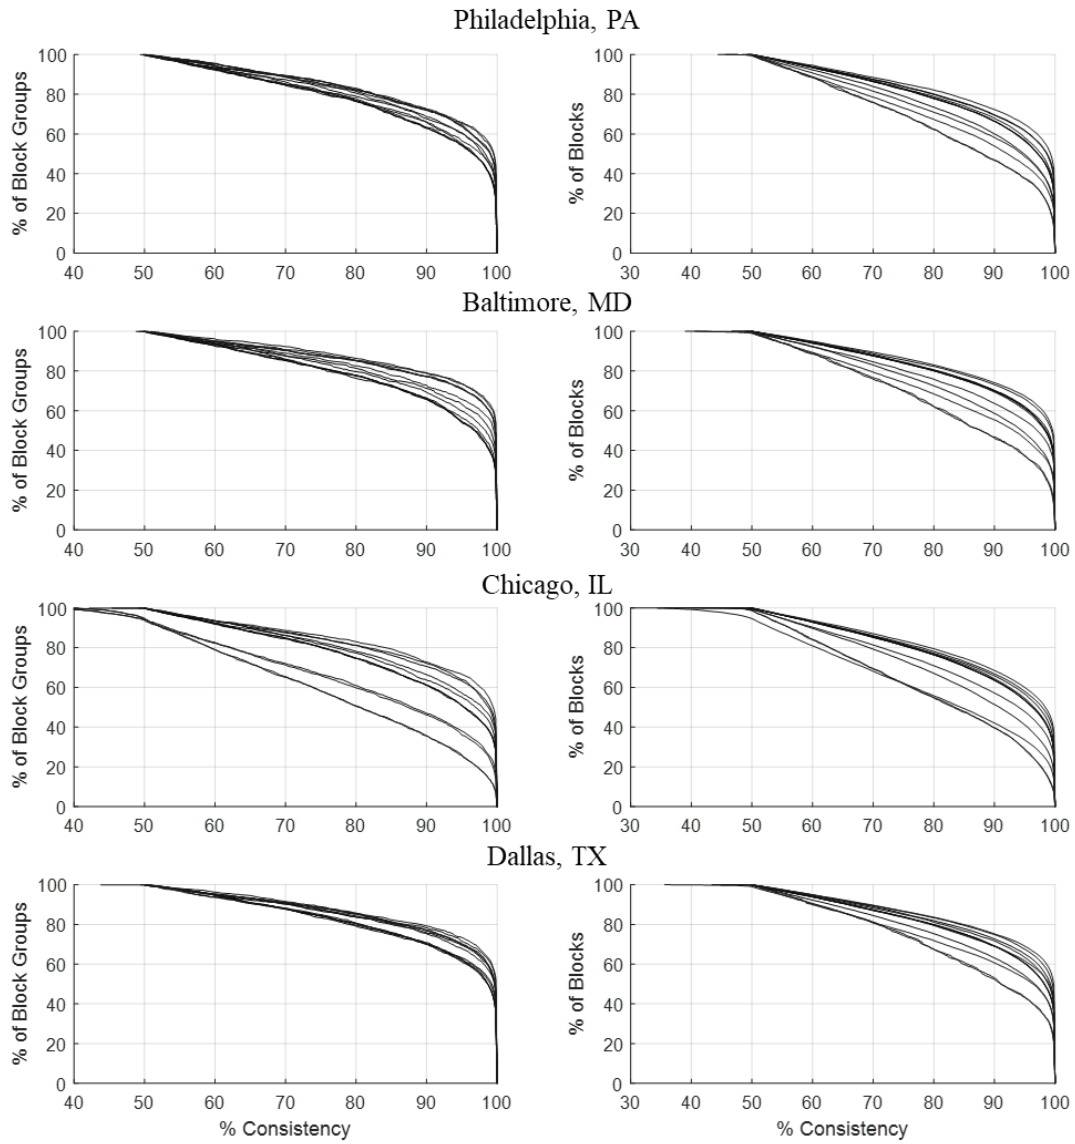 Philadelphia, PA
% of Block Groups
100
80
60
40
20
0
40 50 60 70 80 90 100
% of Blocks
100
80
60
40
20
0
30 40 50 60 70 80 90 100
Baltimore, MD
% of Block Groups
100
80
60
40
20
0
40 50 60 70 80 90 100
% of Blocks
100
80
60
40
20
0
30 40 50 60 70 80 90 100
Chicago, IL
% of Block Groups
100
80
60
40
20
0
40 50 60 70 80 90 100
% of Blocks
100
80
60
40
20
0
30 40 50 60 70 80 90 100
Dallas, TX
% of Block Groups
100
80
60
40
20
0
40 50 60 70 80 90 100
% Consistency
% of Blocks
100
80
60
40
20
0
30 40 50 60 70 80 90 100
% Consistency